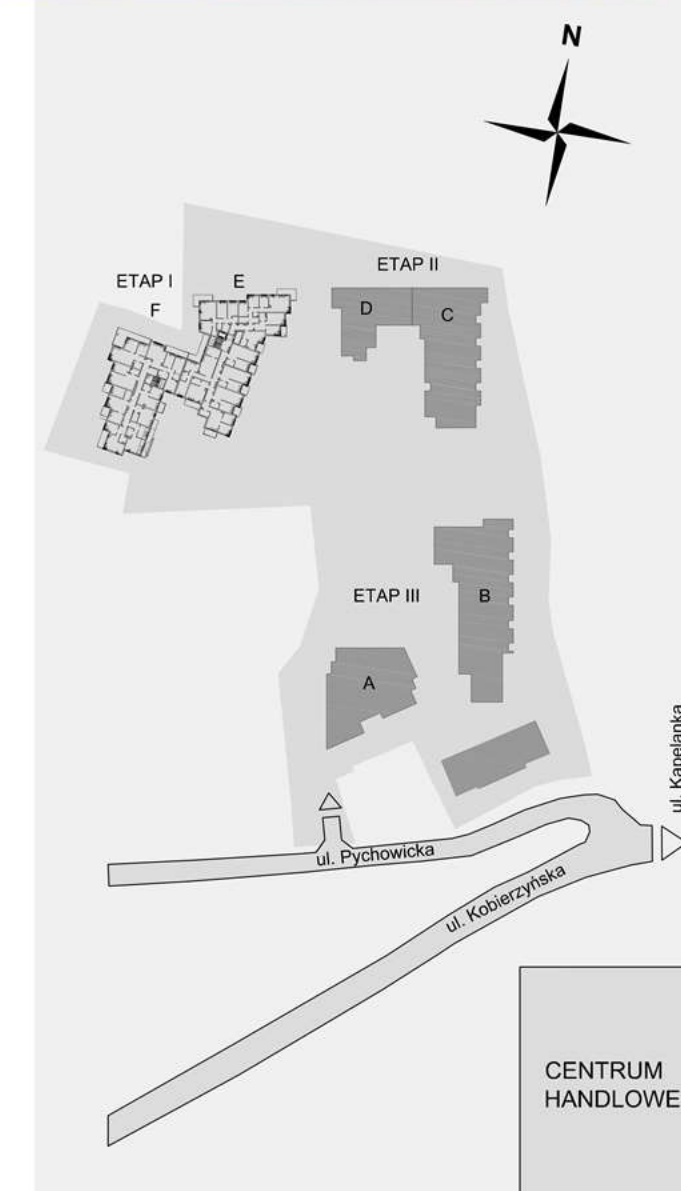 N
ETAP II
ETAP I
E
F
D
C
ETAP III
B
A
ul. Kapelanka
ul. Pychowicka
ul. Kobierzyńska
CENTRUM
HANDLOWE